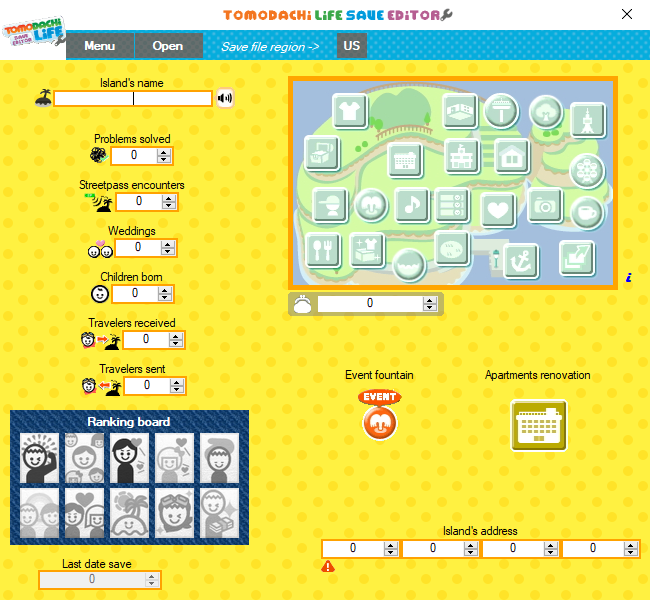 TOMODACHI LiFE SAVE EDiTOR
TOMODACHI
LiFE
SAVE
EDITOR
Menu
Open
Save file region ->
US
Island's name
Problems solved
0
Streetpass encounters
0
Weddings
0
Children born
0
Travelers received
0
Travelers sent
0
Ranking board
Last date save
0
i
0
Event fountain
EVENT
Apartments renovation
Island's address
0 0 0 0